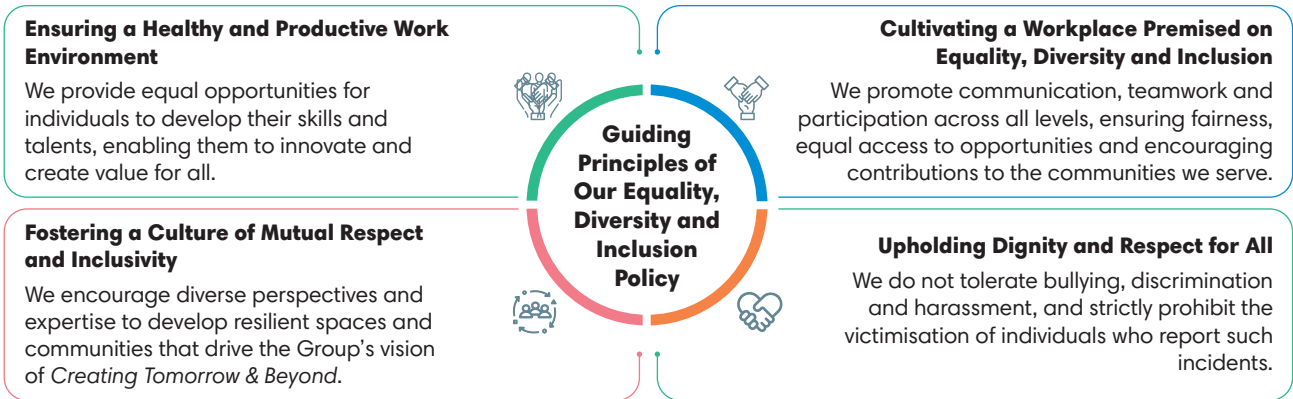 Ensuring a Healthy and Productive Work
Environment
We provide equal opportunities for
individuals to develop their skills and
talents, enabling them to innovate and
create value for all.
Cultivating a Workplace Premised on
Equality, Diversity and Inclusion
We promote communication, teamwork and
participation across all levels, ensuring fairness,
equal access to opportunities and encouraging
contributions to the communities we serve.
Guiding
Principles of
Our Equality,
Diversity and
Inclusion
Policy
Fostering a Culture of Mutual Respect
and Inclusivity
We encourage diverse perspectives and
expertise to develop resilient spaces and
communities that drive the Group's vision
of Creating Tomorrow & Beyond.
Upholding Dignity and Respect for All
We do not tolerate bullying, discrimination
and harassment, and strictly prohibit the
victimisation of individuals who report such
incidents.